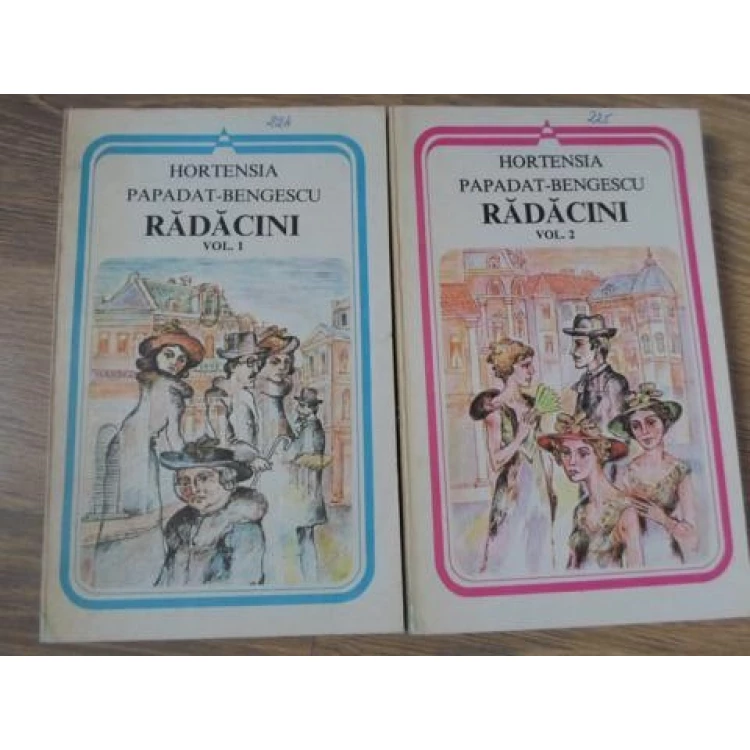 224
HORTENSIA
PAPADAT-BENGESCU
RĂDĂCINI
VOL. 1
225
HORTENSIA
PAPADAT-BENGESCU
RĂDĂCINI
VOL. 2